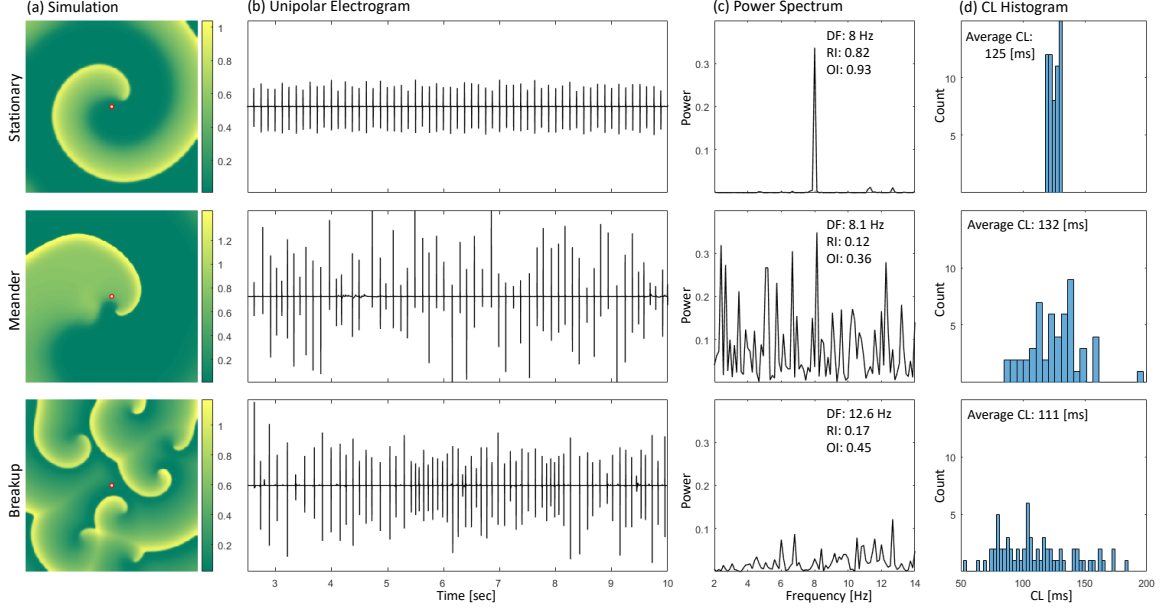 (a) Simulation
(b) Unipolar Electrogram
(c) Power Spectrum
(d) CL Histogram
Stationary
1
0.8
0.6
0.4
0.2
Power
0.3
0.2
0.1
DF: 8 Hz
RI: 0.82
OI: 0.93
Count
10
5
Average CL:
125 [ms]
Meander
1.2
1
0.8
0.6
0.4
0.2
Power
0.3
0.2
0.1
DF: 8.1 Hz
RI: 0.12
OI: 0.36
Count
10
5
Average CL: 132 [ms]
Breakup
1
0.8
0.6
0.4
0.2
3 4 5 6 7 8 9 10
Time [sec]
Power
0.3
0.2
0.1
DF: 12.6 Hz
RI: 0.17
OI: 0.45
2 4 6 8 10 12 14
Frequency [Hz]
Count
10
5
Average CL: 111 [ms]
50 100 150 200
CL [ms]